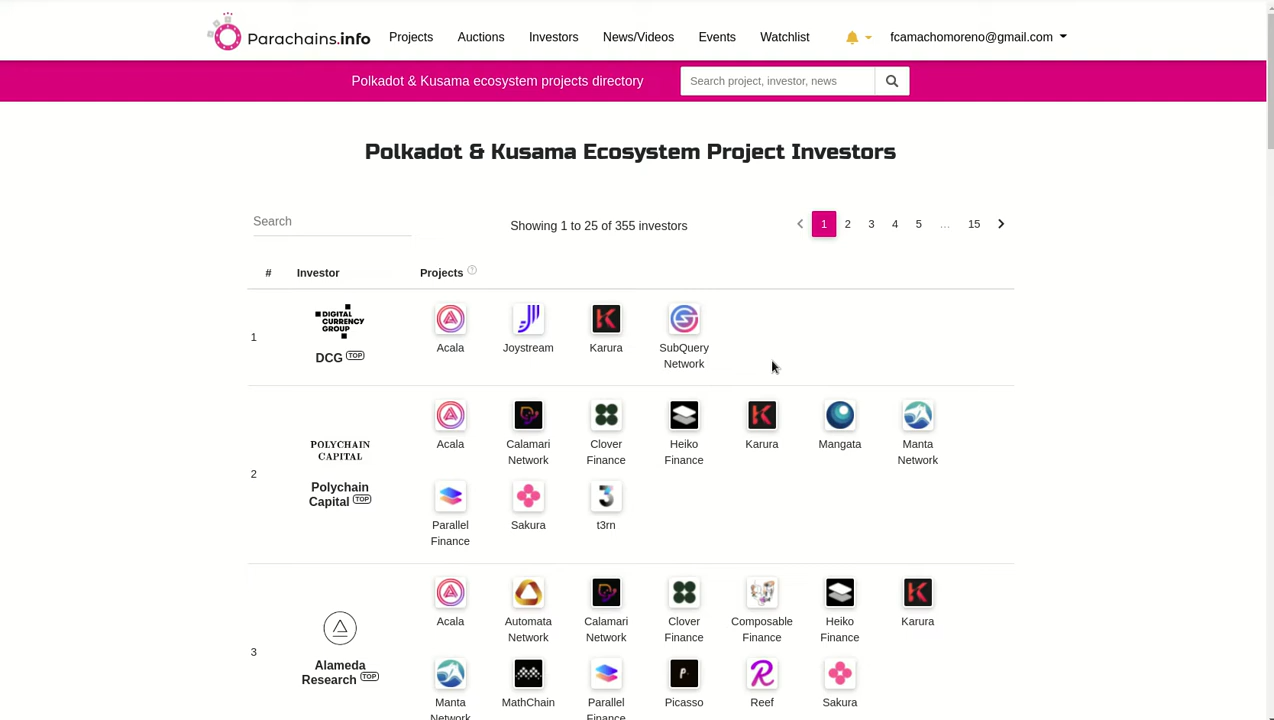 Parachains.info
Projects
Auctions
Investors
News/Videos
Events
Watchlist
fcamachomoreno@gmail.com
Polkadot & Kusama ecosystem projects directory
Search project, investor, news
Polkadot & Kusama Ecosystem Project Investors
Search
Showing 1 to 25 of 355 investors
1 2 3 4 5 ... 15
# Investor Projects ?
1
DIGITAL
CURRENCY
GROUP
DCG TOP
Acala
Joystream
Karura
SubQuery
Network
2
POLYCHAIN
CAPITAL
Polychain
Capital TOP
Acala
Calamari
Network
Clover
Finance
Heiko
Finance
Karura
Mangata
Manta
Network
Parallel
Finance
Sakura
3
t3rn
3
Alameda
Research TOP
Acala
Automata
Network
Calamari
Network
Clover
Finance
Composable
Finance
Heiko
Finance
Karura
Manta
Network
MathChain
Parallel
Finance
Picasso
Reef
Sakura